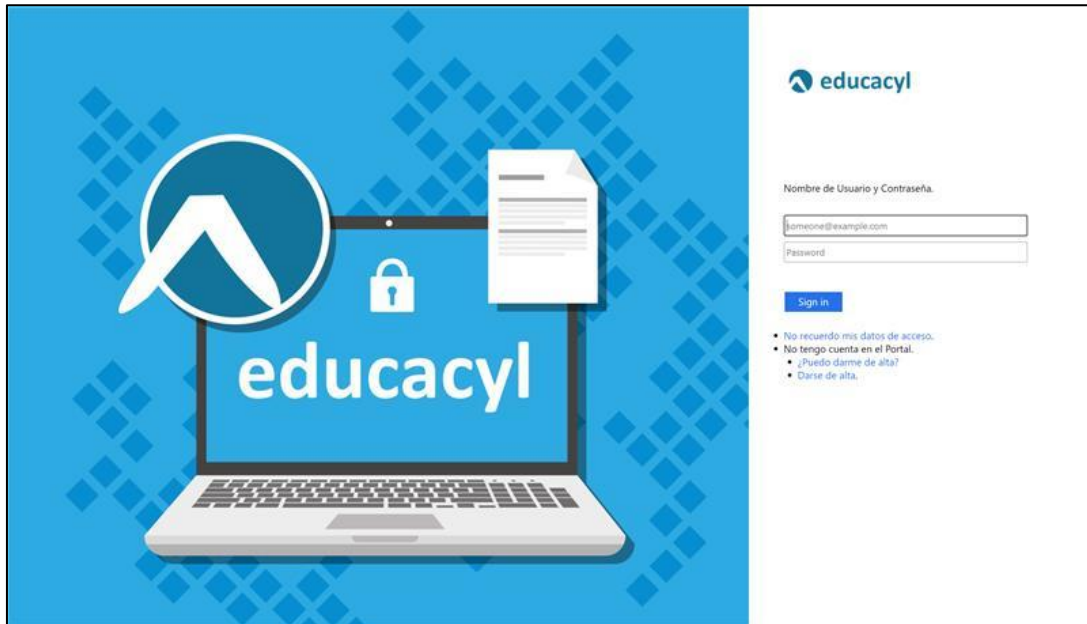 educacyl
educacyl
Nombre de Usuario y Contraseña.
someone@example.com
Password
Sign in
No recuerdo mis datos de acceso.
No tengo cuenta en el Portal.
¿Puedo darme de alta?
Darse de alta.